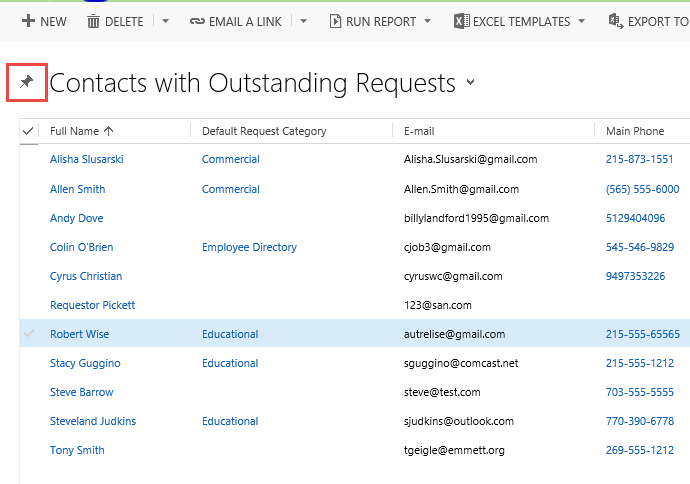 NEW DELETE EMAIL A LINK RUN REPORT EXCEL TEMPLATES EXPORT TO
Contacts with Outstanding Requests
Full Name Default Request Category E-mail Main Phone
Alisha Slusarski Commercial Alisha.Slusarski@gmail.com 215-873-1551
Allen Smith Commercial Allen.Smith@gmail.com (565) 555-6000
Andy Dove billylandford1995@gmail.com 5129404096
Colin O'Brien Employee Directory cjob3@gmail.com 545-546-9829
Cyrus Christian cyruswc@gmail.com 9497353226
Requestor Pickett 123@san.com
Robert Wise Educational autrelise@gmail.com 215-555-65565
Stacy Guggino Educational sguggino@comcast.net 215-555-1212
Steve Barrow steve@test.com 703-555-5555
Steveland Judkins Educational sjudkins@outlook.com 770-390-6778
Tony Smith tgeigle@emmett.org 269-555-1212